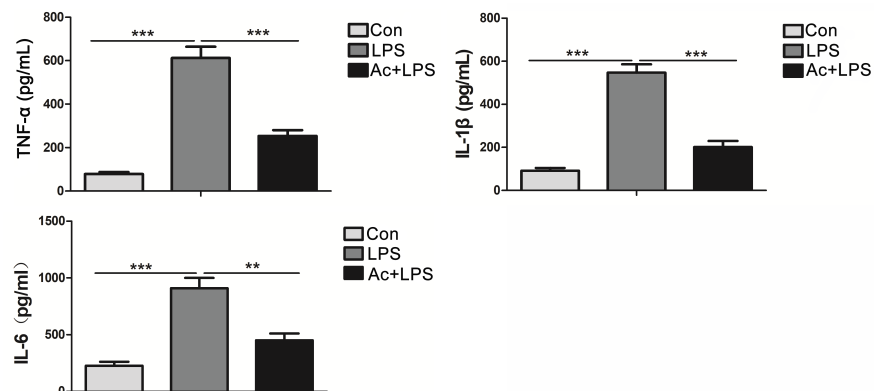 800
600
400
200
0
TNF-α (pg/mL)
*** ***
Con
LPS
Ac+LPS
800
600
400
200
0
IL-1β (pg/mL)
*** ***
Con
LPS
Ac+LPS
1500
1000
500
0
IL-6（pg/ml）
*** **
Con
LPS
Ac+LPS